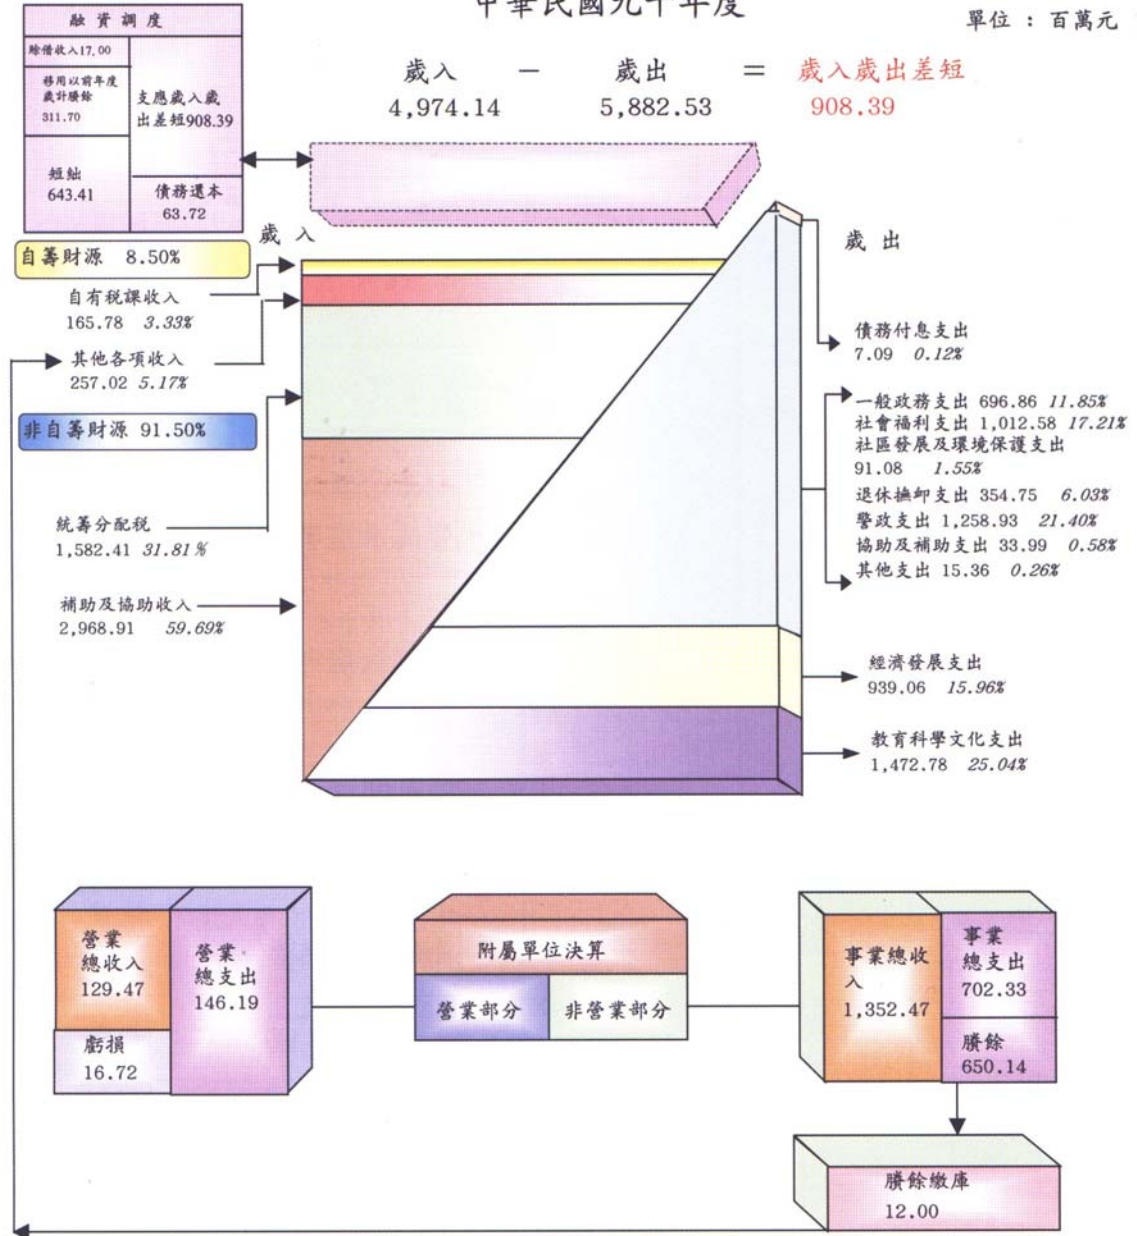 中華民國九十年度
單位 : 百萬元
歲入 － 歲出 ＝ 歲入歲出差短
4,974.14 5,882.53 908.39
融資調度
賒借收入17.00
移用以前年度
歲計賸餘
311.70
短絀
643.41
支應歲入歲
出差短908.39
債務還本
63.72
歲入
自籌財源 8.50%
自有稅課收入
165.78 3.33%
其他各項收入
257.02 5.17%
非自籌財源 91.50%
統籌分配稅
1,582.41 31.81%
補助及協助收入
2,968.91 59.69%
歲出
債務付息支出
7.09 0.12%
一般政務支出 696.86 11.85%
社會福利支出 1,012.58 17.21%
社區發展及環境保護支出
91.08 1.55%
退休撫卹支出 354.75 6.03%
警政支出 1,258.93 21.40%
協助及補助支出 33.99 0.58%
其他支出 15.36 0.26%
經濟發展支出
939.06 15.96%
教育科學文化支出
1,472.78 25.04%
營業
總收入
129.47
虧損
16.72
營業
總支出
146.19
附屬單位決算
營業部分
非營業部分
事業總收
入
1,352.47
事業
總支出
702.33
賸餘
650.14
賸餘繳庫
12.00